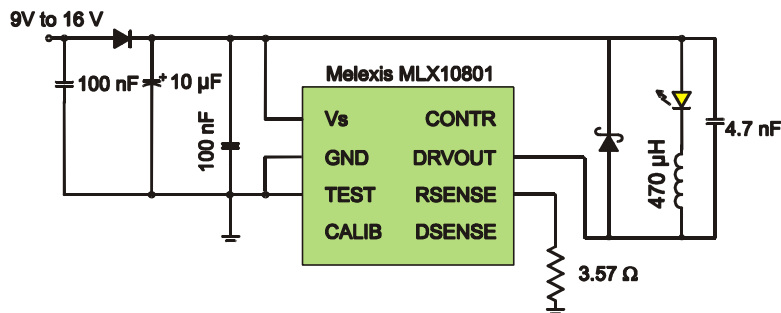 9V to 16 V
100 nF
+ 10 µF
100 nF
Melexis MLX10801
Vs CONTR
GND DRVOUT
TEST RSENSE
CALIB DSENSE
470 µH
4.7 nF
3.57 Ω